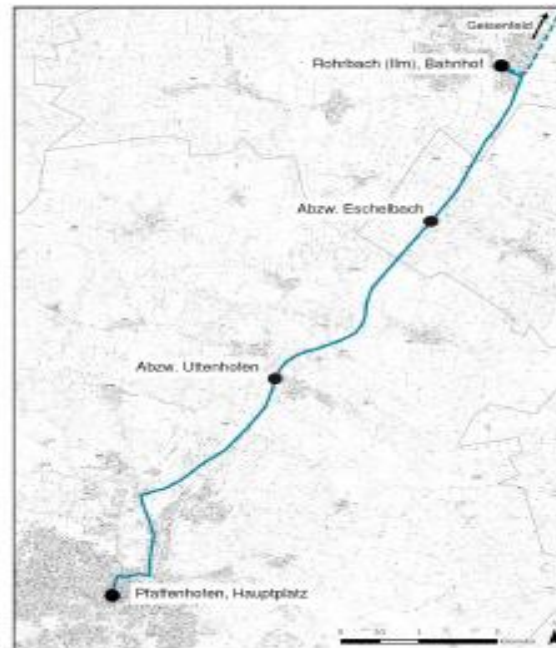 Geisenfeld
Rohrbach (Ilm), Bahnhof
Abzw. Eschelbach
Abzw. Uttenhofen
Pfaffenhofen, Hauptplatz